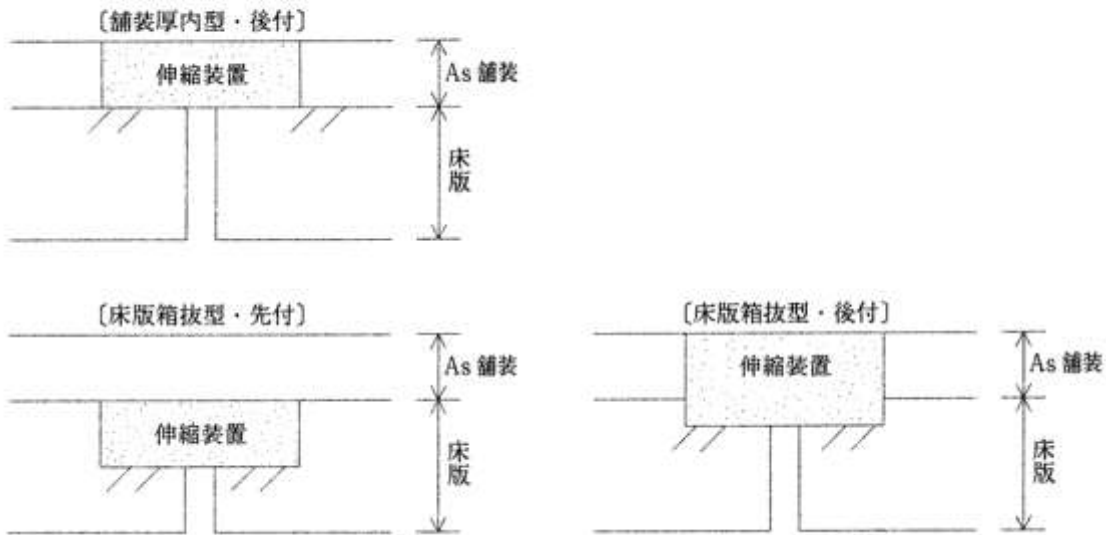 〔舗装厚内型・後付〕
伸縮装置
As 舗装
床版
〔床版箱抜型・先付〕
As 舗装
伸縮装置
床版
〔床版箱抜型・後付〕
伸縮装置
As 舗装
床版